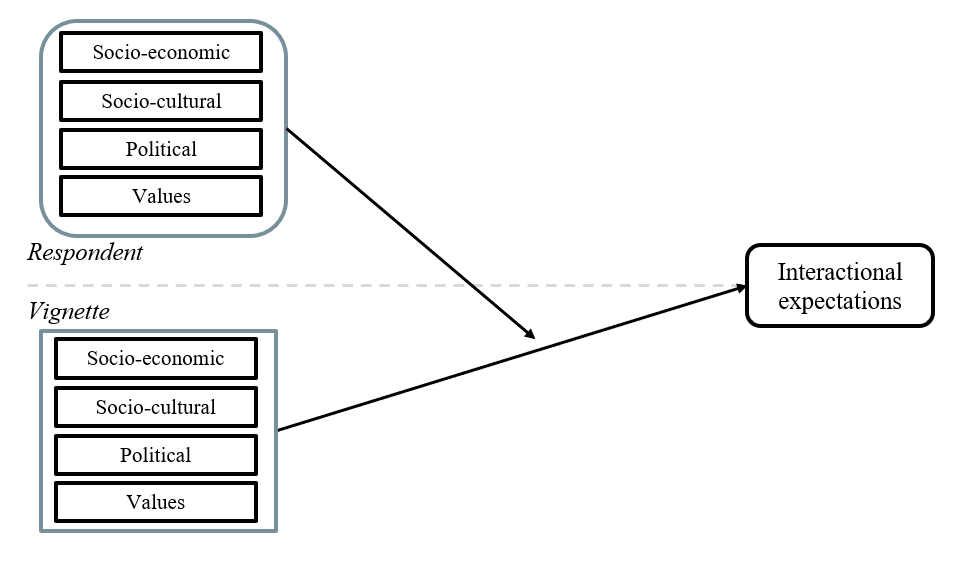 Socio-economic
Socio-cultural
Political
Values
Respondent
Vignette
Socio-economic
Socio-cultural
Political
Values
Interactional
expectations